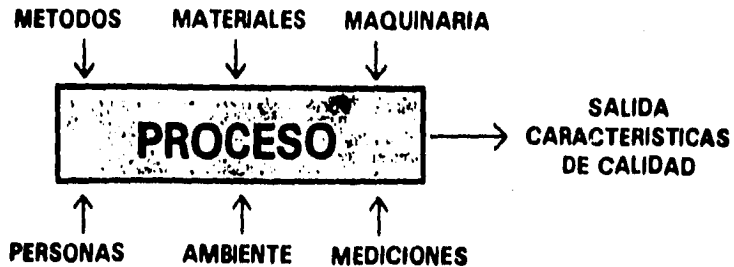 METODOS MATERIALES MAQUINARIA
PROCESO
SALIDA
CARACTERISTICAS
DE CALIDAD
PERSONAS AMBIENTE MEDICIONES